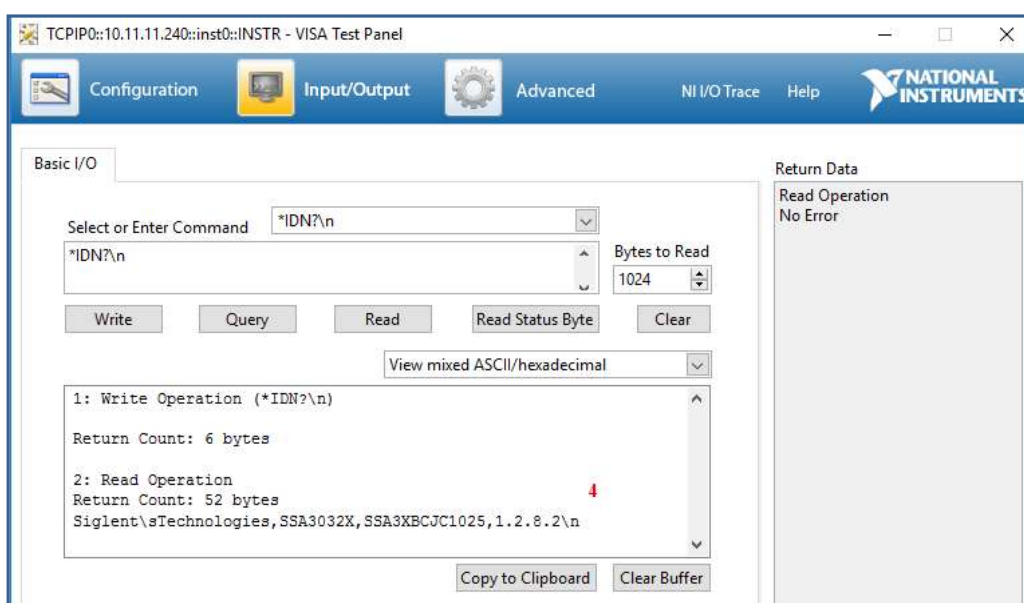 TCPIP0::10.11.11.240::inst0::INSTR - VISA Test Panel
Configuration
Input/Output
Advanced
NI I/O Trace
Help
NATIONAL
INSTRUMENTS
Basic I/O
Return Data
Read Operation
No Error
Select or Enter Command
*IDN?\n
*IDN?\n
Bytes to Read
1024
Write
Query
Read
Read Status Byte
Clear
View mixed ASCII/hexadecimal
1: Write Operation (*IDN?\n)
Return Count: 6 bytes
2: Read Operation
4
Return Count: 52 bytes
Siglent\sTechnologies,SSA3032X,SSA3XBCJC1025,1.2.8.2\n
Copy to Clipboard
Clear Buffer